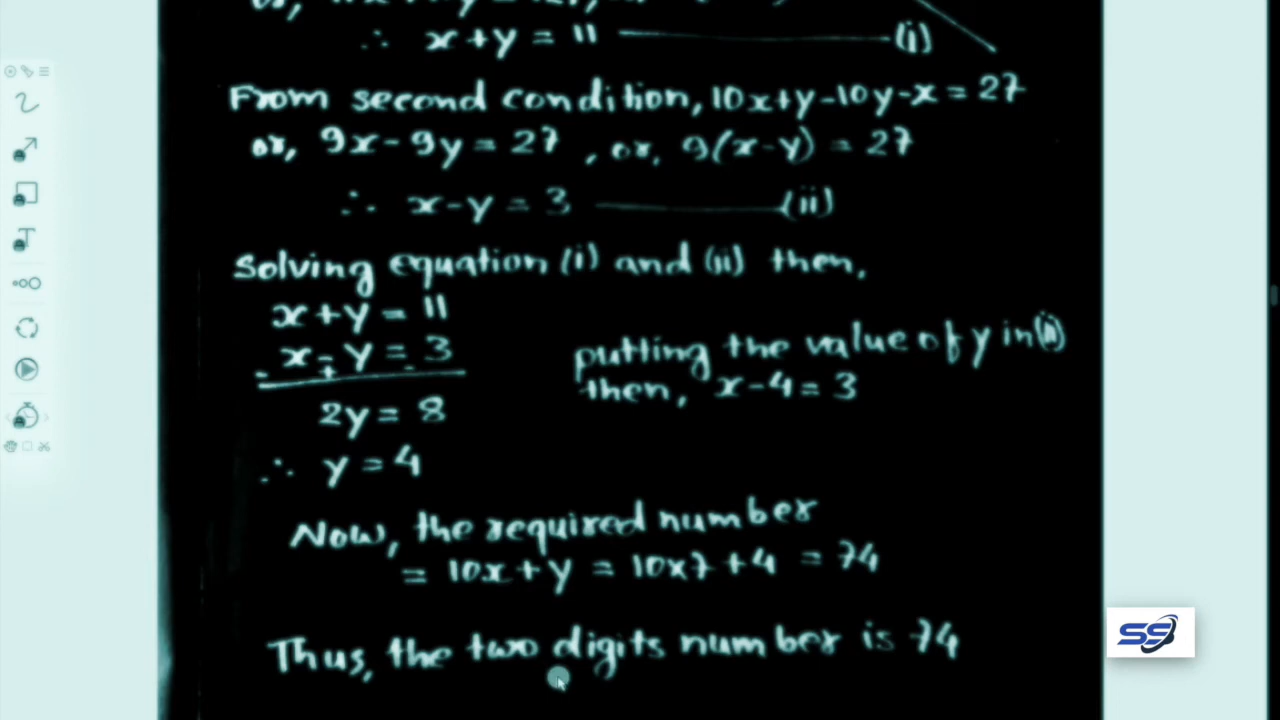 ∴ x+y = 11 ———— (i)
From second condition, 10x+y-10y-x = 27
or, 9x-9y = 27 , or, 9(x-y) = 27
∴ x-y = 3 ———— (ii)
Solving equation (i) and (ii) then,
x+y = 11
x-y = 3
- + -
2y = 8
∴ y = 4
putting the value of y in (ii)
then, x-4 = 3
Now, the required number
= 10x+y = 10x7+4 = 74
Thus, the two digits number is 74
SS